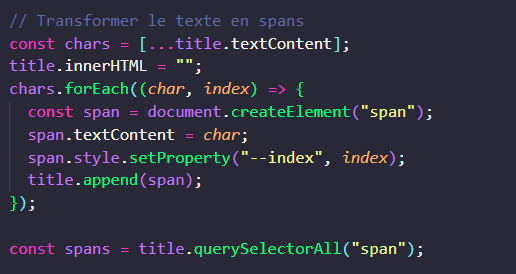 // Transformer le texte en spans
const chars = [...title.textContent];
title.innerHTML = "";
chars.forEach((char, index) => {
  const span = document.createElement("span");
  span.textContent = char;
  span.style.setProperty("--index", index);
  title.append(span);
});

const spans = title.querySelectorAll("span");